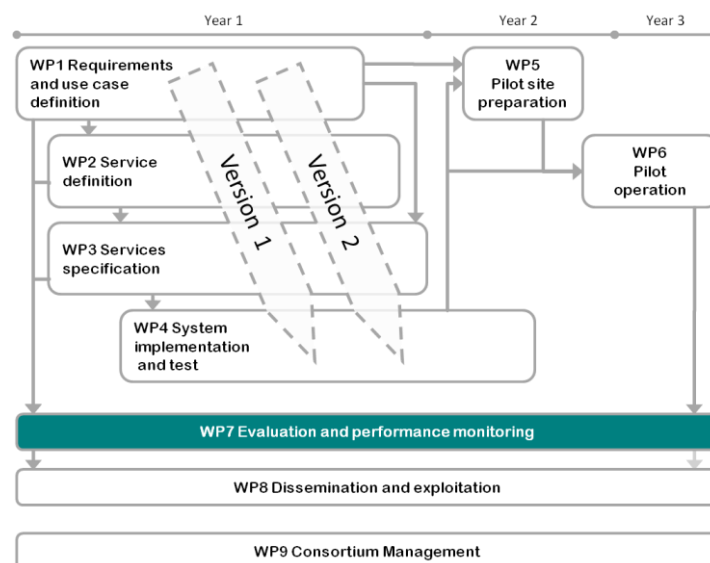 Year 1
Year 2
Year 3
WP1 Requirements
and use case
definition
WP5
Pilot site
preparation
WP2 Service
definition
WP6
Pilot
operation
Version 1
Version 2
WP3 Services
specification
WP4 System
implementation
and test
WP7 Evaluation and performance monitoring
WP8 Dissemination and exploitation
WP9 Consortium Management